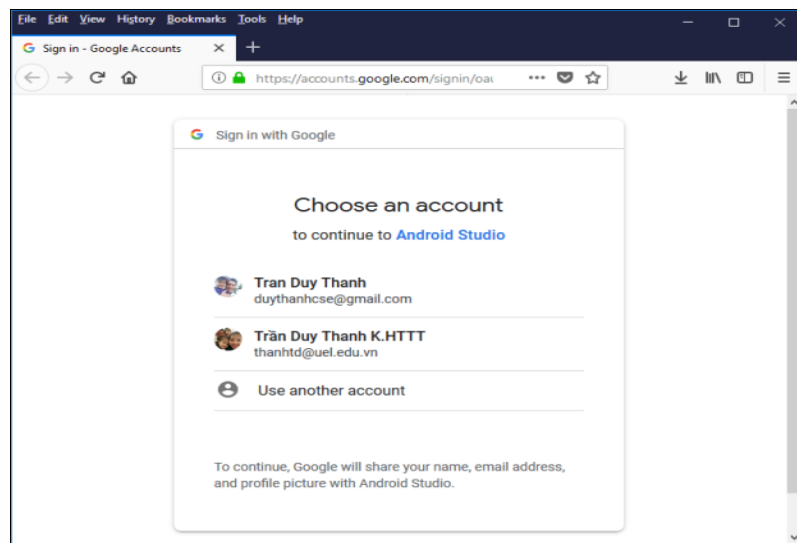 File Edit View History Bookmarks Tools Help
Sign in - Google Accounts
https://accounts.google.com/signin/oau
Sign in with Google
Choose an account
to continue to Android Studio
Tran Duy Thanh
duythanhcse@gmail.com
Trần Duy Thanh K.HTTT
thanhtd@uel.edu.vn
Use another account
To continue, Google will share your name, email address,
and profile picture with Android Studio.